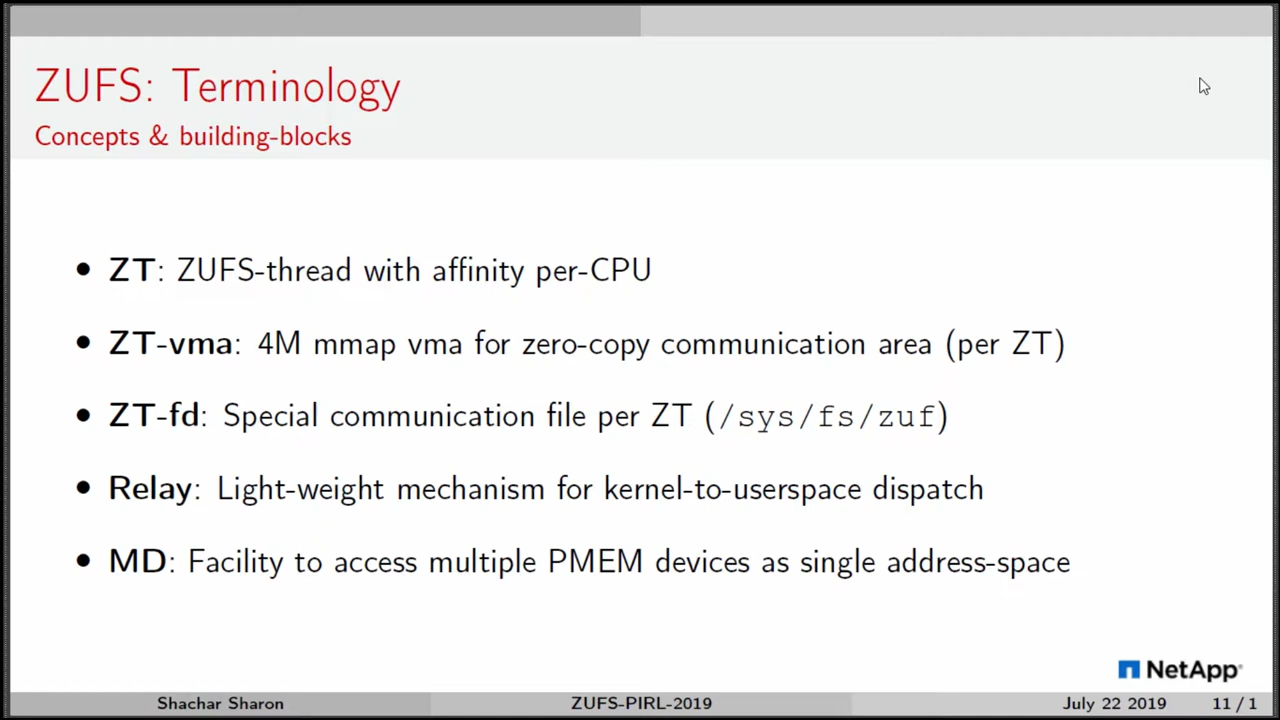 ZUFS: Terminology
Concepts & building-blocks
• ZT: ZUFS-thread with affinity per-CPU
• ZT-vma: 4M mmap vma for zero-copy communication area (per ZT)
• ZT-fd: Special communication file per ZT (/sys/fs/zuf)
• Relay: Light-weight mechanism for kernel-to-userspace dispatch
• MD: Facility to access multiple PMEM devices as single address-space
NetApp
Shachar Sharon ZUFS-PIRL-2019 July 22 2019 11 / 1